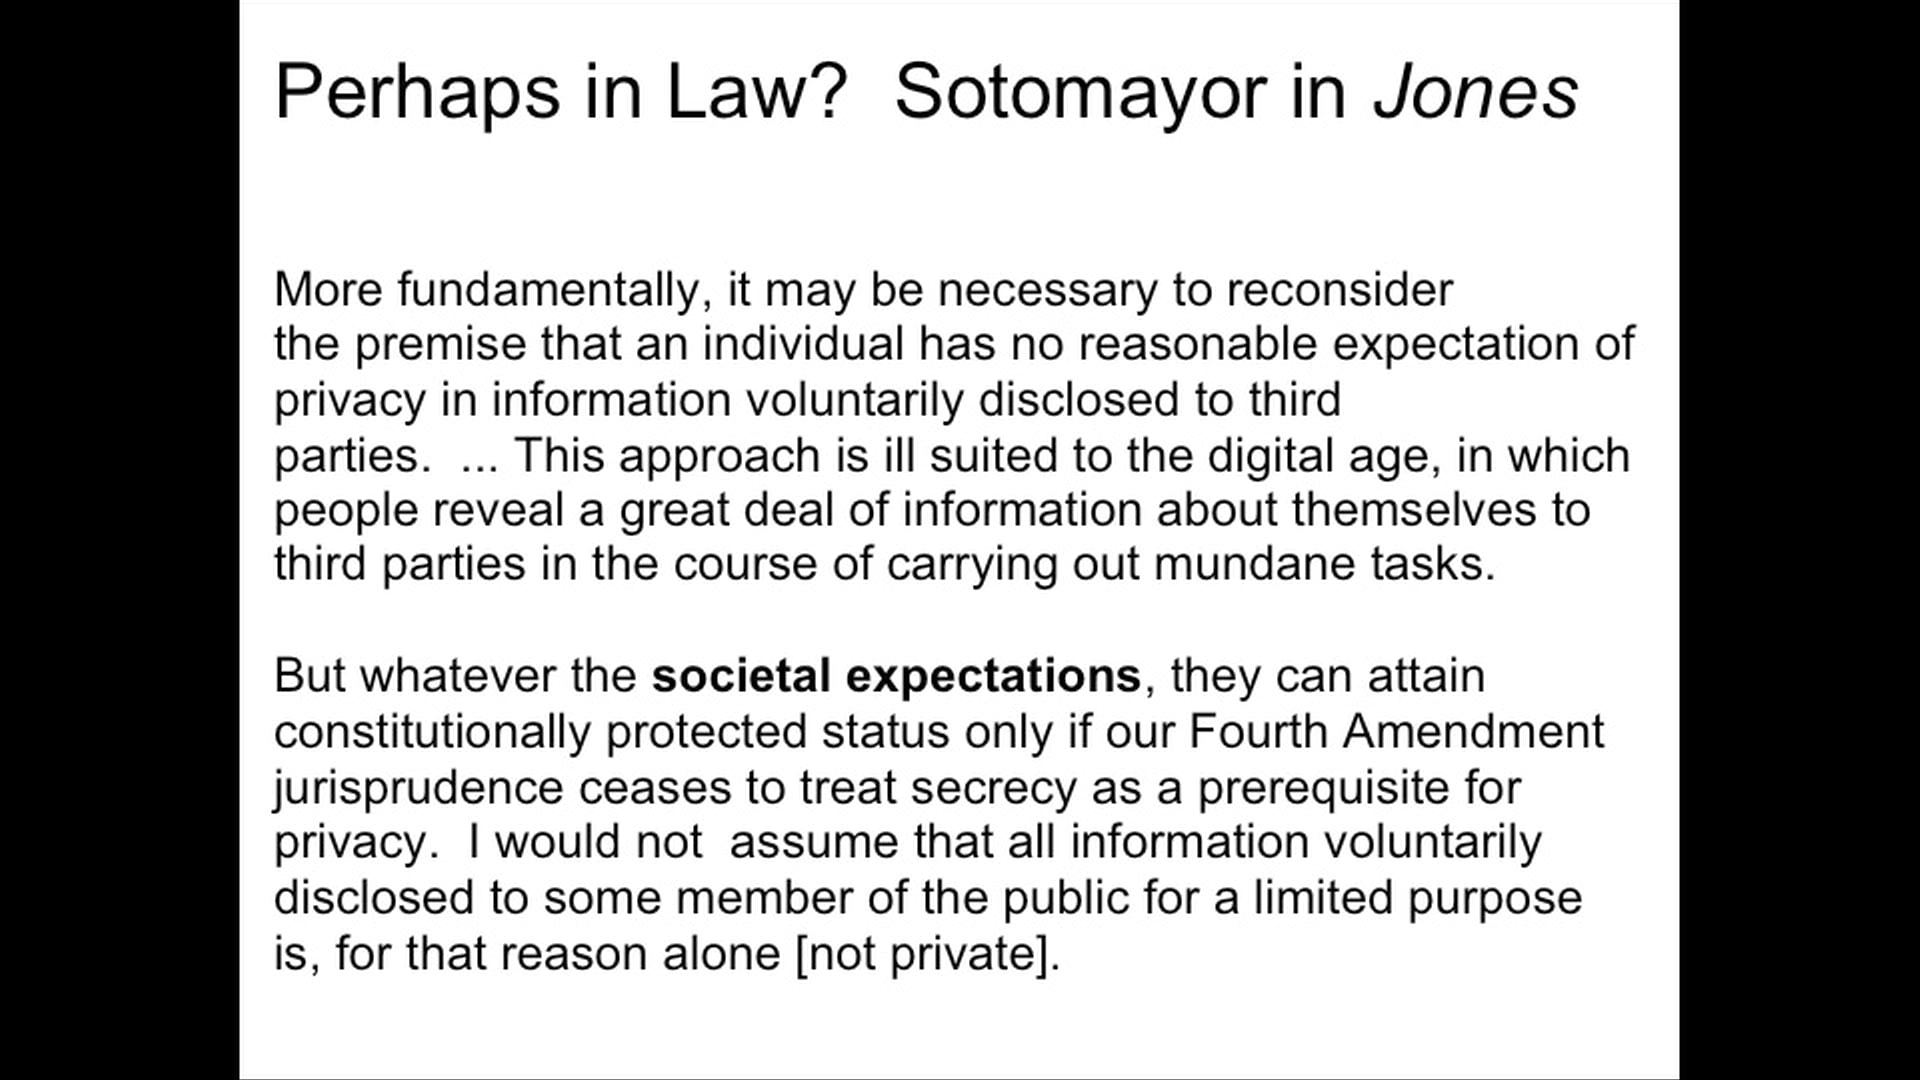 Perhaps in Law?  Sotomayor in Jones
More fundamentally, it may be necessary to reconsider
the premise that an individual has no reasonable expectation of
privacy in information voluntarily disclosed to third
parties.  ... This approach is ill suited to the digital age, in which
people reveal a great deal of information about themselves to
third parties in the course of carrying out mundane tasks.
But whatever the societal expectations, they can attain
constitutionally protected status only if our Fourth Amendment
jurisprudence ceases to treat secrecy as a prerequisite for
privacy.  I would not  assume that all information voluntarily
disclosed to some member of the public for a limited purpose
is, for that reason alone [not private].